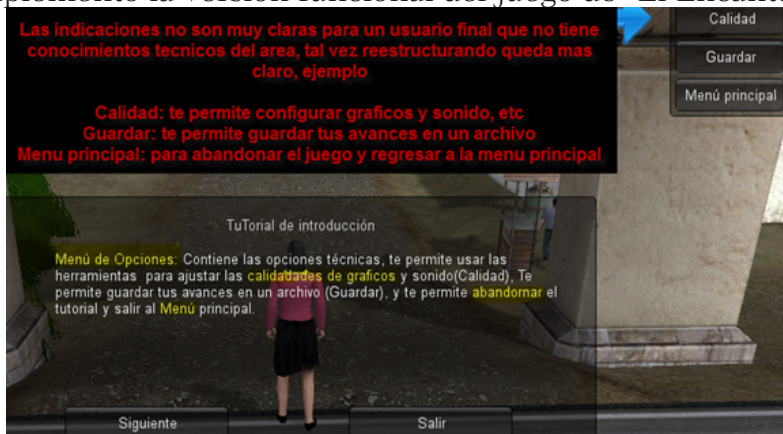 Las indicaciones no son muy claras para un usuario final que no tiene
conocimientos tecnicos del area, tal vez reestructurando queda mas
claro, ejemplo
Calidad: te permite configurar graficos y sonido, etc
Guardar: te permite guardar tus avances en un archivo
Menu principal: para abandonar el juego y regresar a la menu principal
Calidad
Guardar
Menú principal
TuTorial de introducción
Menú de Opciones: Contiene las opciones técnicas, te permite usar las
herramientas para ajustar las calidadades de graficos y sonido(Calidad), Te
permite guardar tus avances en un archivo (Guardar), y te permite abandornar el
tutorial y salir al Menú principal.
Siguiente
Salir